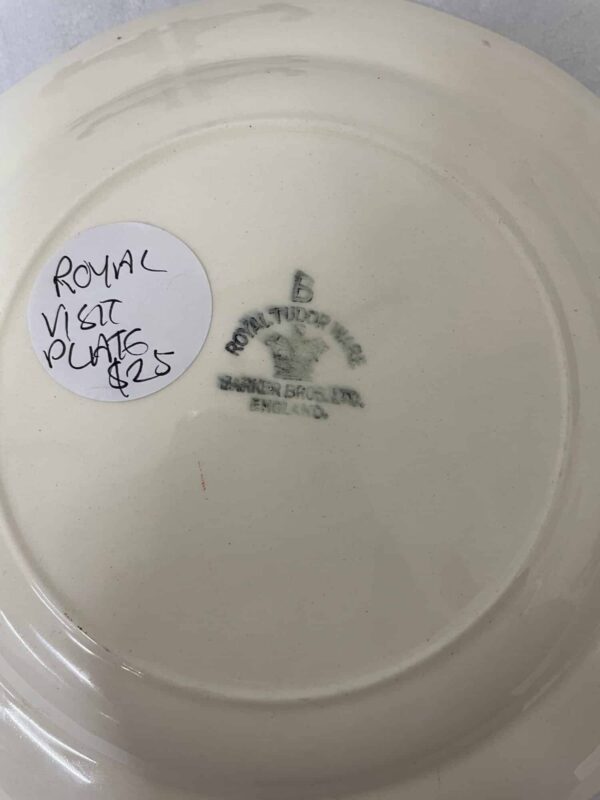 ROYAL
VISIT
PLATE
$25
B
ROYAL TUDOR WARE
BARKER BROS. LTD.
ENGLAND.